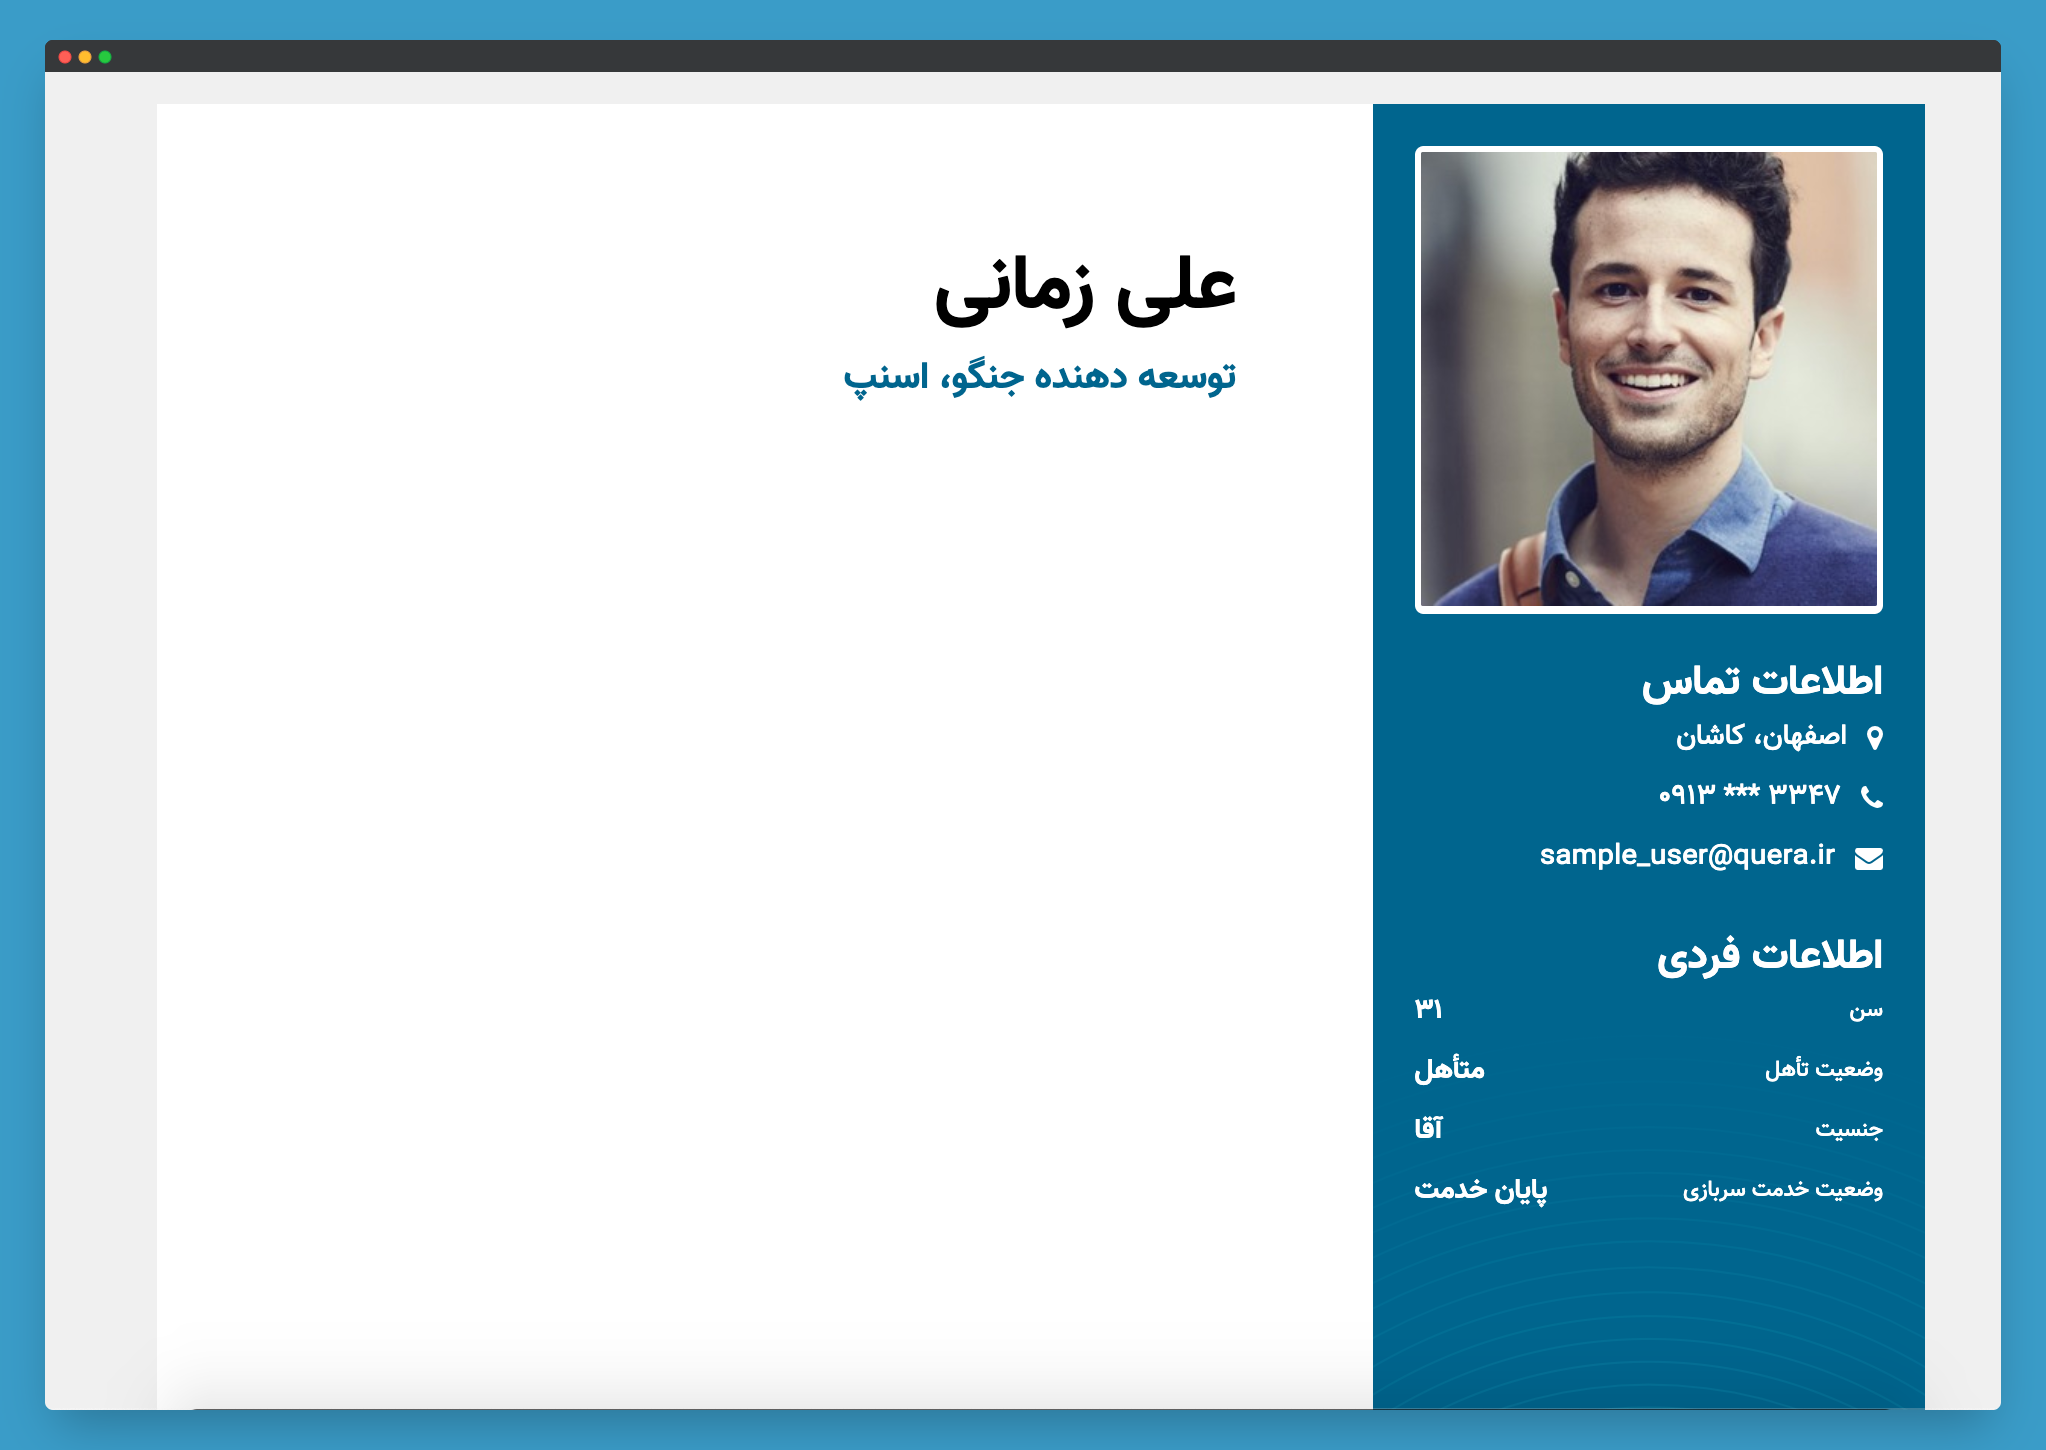 علی زمانی
توسعه دهنده جنگو، اسنپ
اطلاعات تماس
اصفهان، کاشان
۰۹۱۳ *** ۳۳۴۷
sample_user@quera.ir
اطلاعات فردی
سن ۳۱
وضعیت تأهل متأهل
جنسیت آقا
وضعیت خدمت سربازی پایان خدمت